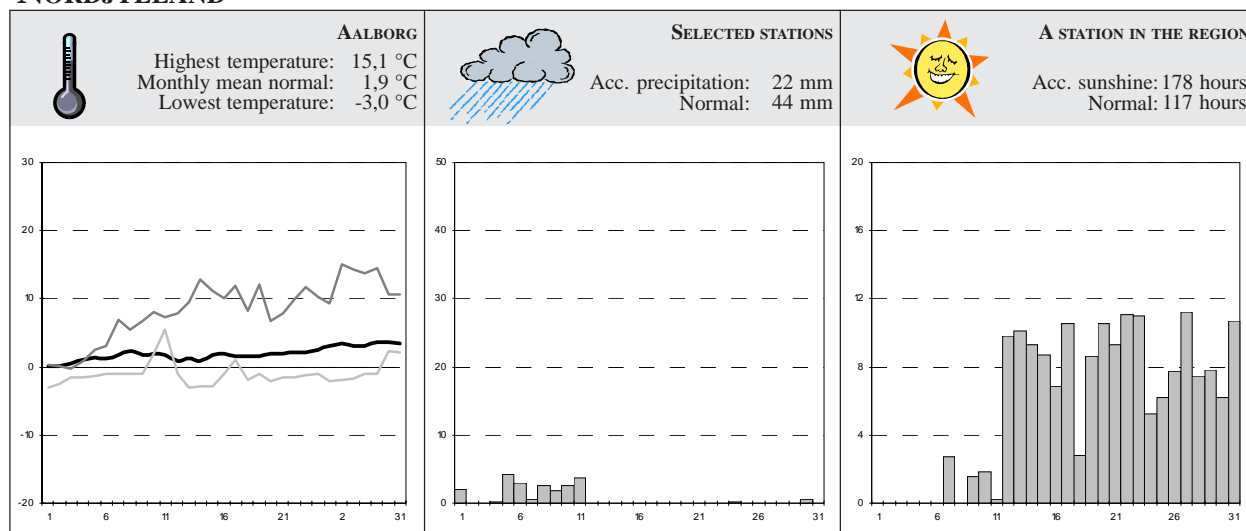 NORDJYLLAND
AALBORG
Highest temperature: 15,1 °C
Monthly mean normal: 1,9 °C
Lowest temperature: -3,0 °C
SELECTED STATIONS
Acc. precipitation: 22 mm
Normal: 44 mm
A STATION IN THE REGION
Acc. sunshine: 178 hours
Normal: 117 hours
30
20
10
0
-10
-20
1 6 11 16 21 2 31
50
40
30
20
10
0
1 6 11 16 21 26 31
20
16
12
8
4
0
1 6 11 16 21 26 31